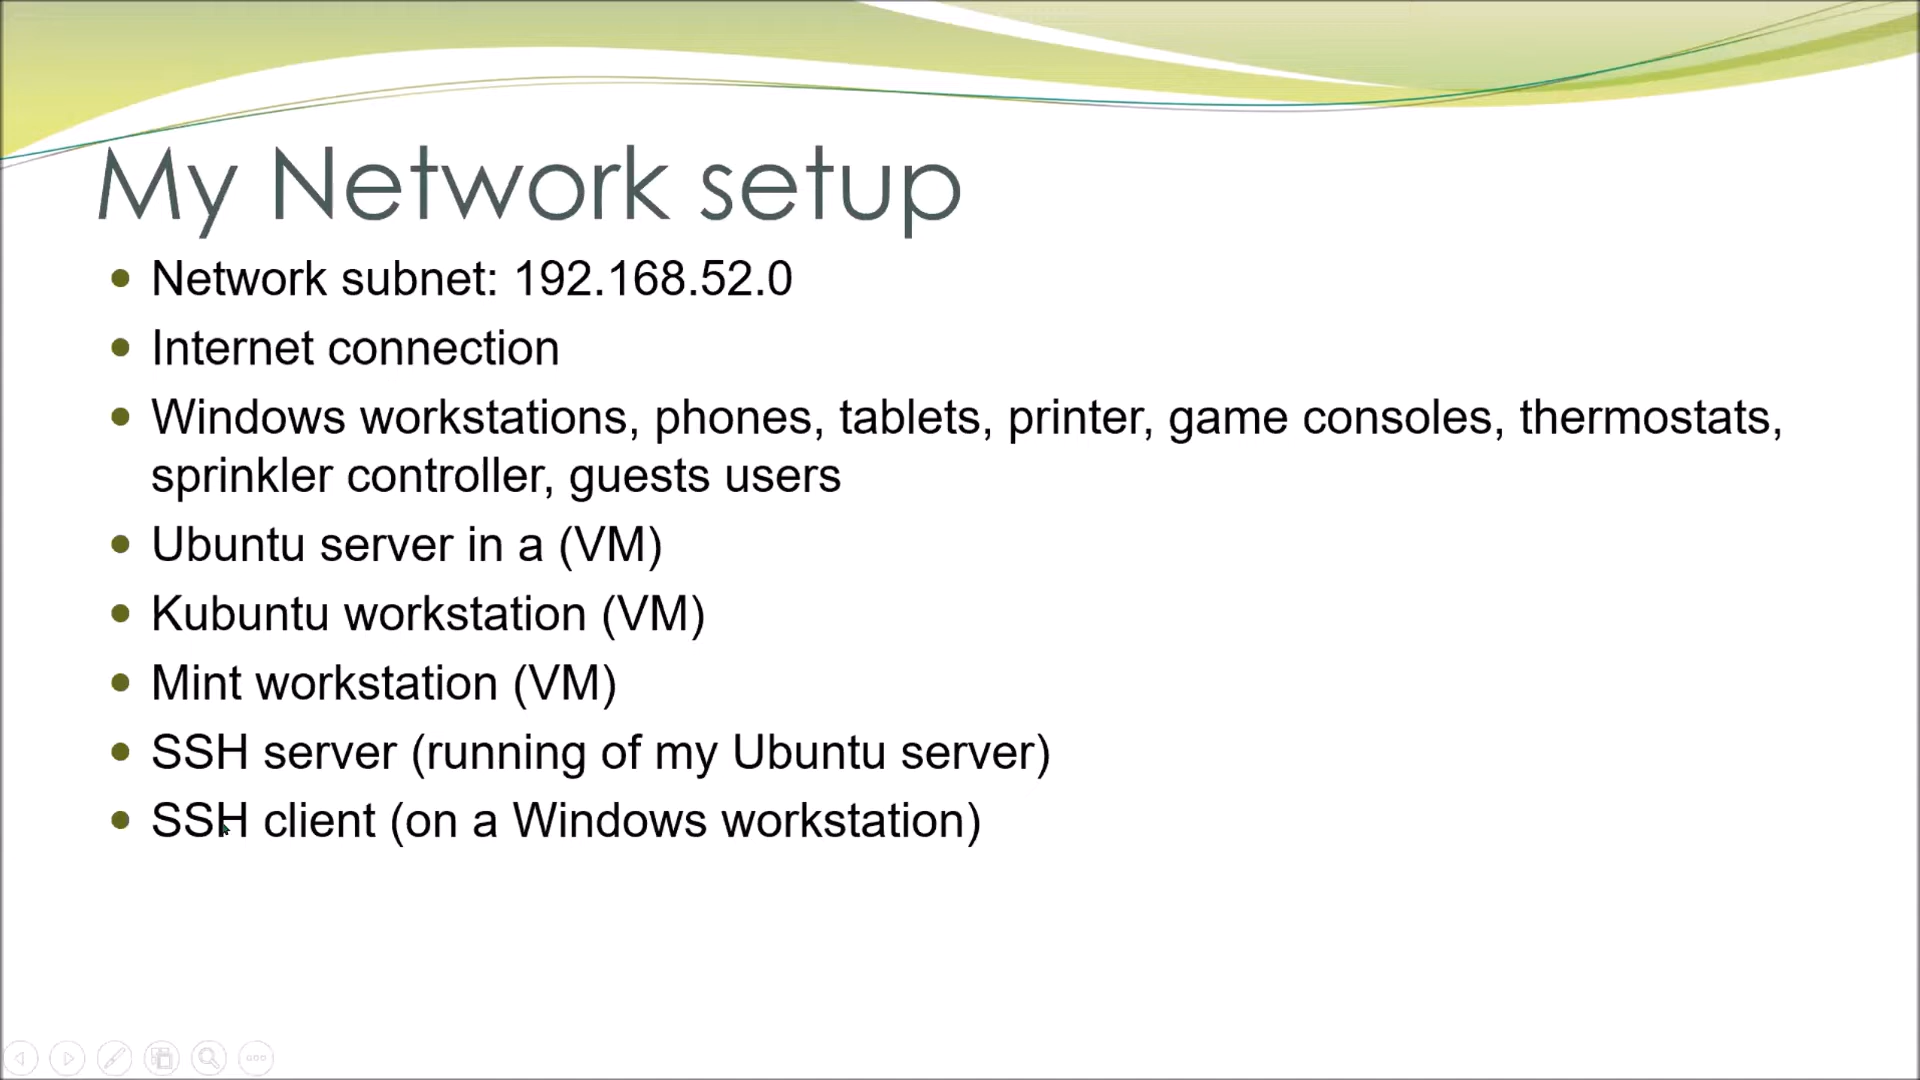 My Network setup
Network subnet: 192.168.52.0
Internet connection
Windows workstations, phones, tablets, printer, game consoles, thermostats,
sprinkler controller, guests users
Ubuntu server in a (VM)
Kubuntu workstation (VM)
Mint workstation (VM)
SSH server (running of my Ubuntu server)
SSH client (on a Windows workstation)